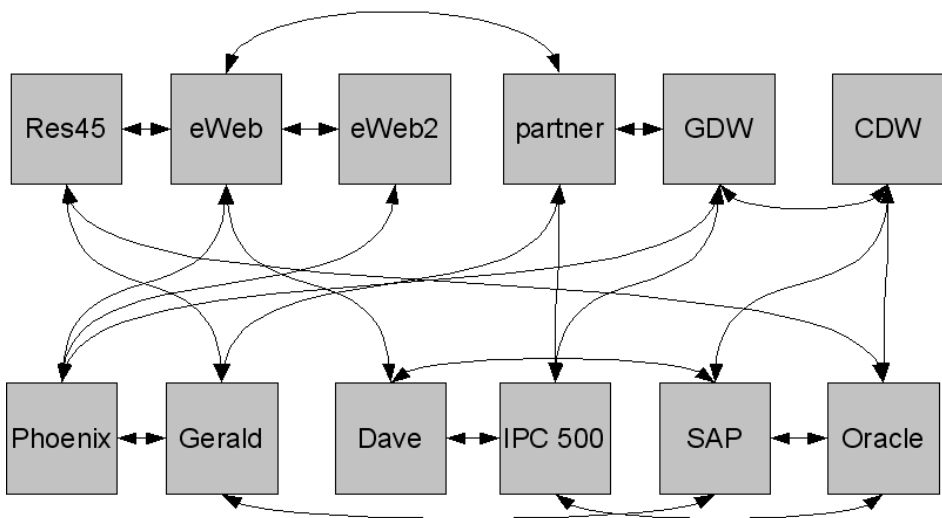 Res45
eWeb
eWeb2
partner
GDW
CDW
Phoenix
Gerald
Dave
IPC 500
SAP
Oracle